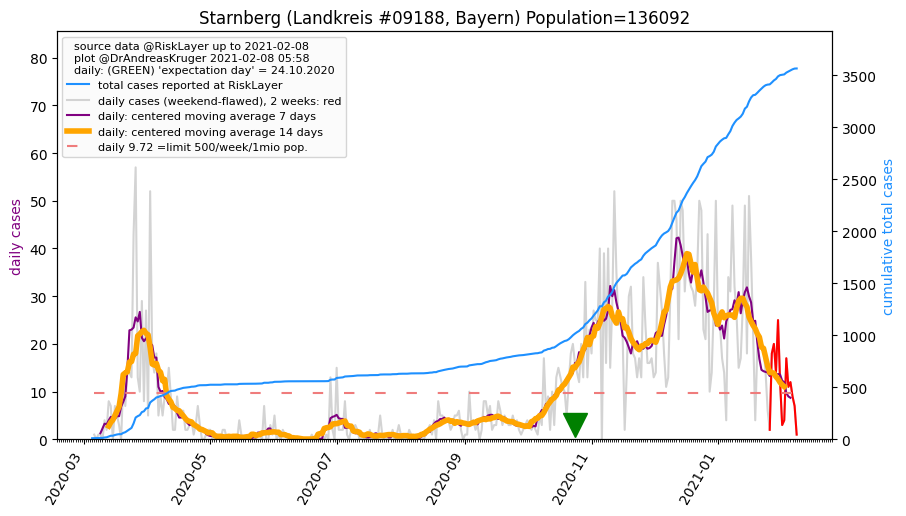 Starnberg (Landkreis #09188, Bayern) Population=136092
source data @RiskLayer up to 2021-02-08
plot @DrAndreasKruger 2021-02-08 05:58
daily: (GREEN) 'expectation day' = 24.10.2020
total cases reported at RiskLayer
daily cases (weekend-flawed), 2 weeks: red
daily: centered moving average 7 days
daily: centered moving average 14 days
daily 9.72 =limit 500/week/1mio pop.
daily cases
80
70
60
50
40
30
20
10
0
cumulative total cases
3500
3000
2500
2000
1500
1000
500
0
2020-03
2020-05
2020-07
2020-09
2020-11
2021-01